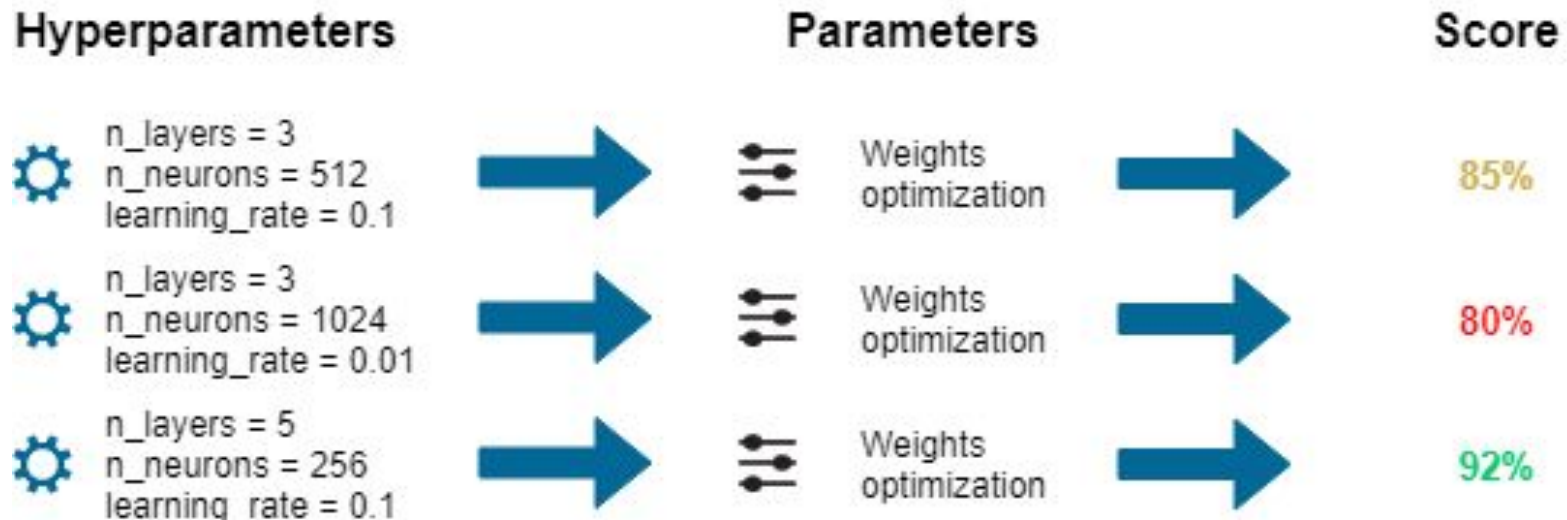 Hyperparameters Parameters Score
n_layers = 3
n_neurons = 512
learning_rate = 0.1
Weights
optimization
85%
n_layers = 3
n_neurons = 1024
learning_rate = 0.01
Weights
optimization
80%
n_layers = 5
n_neurons = 256
learning_rate = 0.1
Weights
optimization
92%